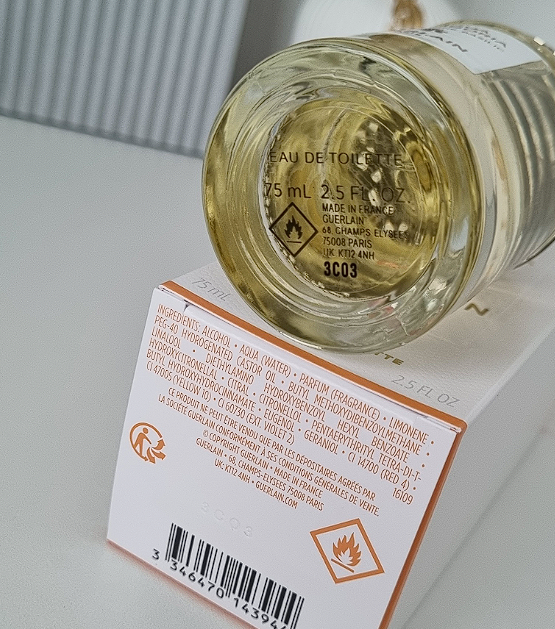 LAIN
EAU DE TOILETTE
75 mL 2.5 FL. OZ.
MADE IN FRANCE
GUERLAIN
68, CHAMPS ELYSÉES
75008 PARIS
UK KT12 4NH
3C03
75 mL
2.5 FL OZ
INGREDIENTS: ALCOHOL • AQUA (WATER) • PARFUM (FRAGRANCE) • LIMONENE •
PEG-40 HYDROGENATED CASTOR OIL • BUTYL METHOXYDIBENZOYLMETHANE •
LINALOOL • DIETHYLAMINO HYDROXYBENZOYL HEXYL BENZOATE •
HYDROXYCITRONELLAL • CITRAL • CITRONELLOL • PENTAERYTHRITYL TETRA-DI-T-
BUTYL HYDROXYHYDROCINNAMATE • EUGENOL • GERANIOL • CI 14700 (RED 4) •
CI 47005 (YELLOW 10) • CI 60730 (EXT. VIOLET 2) 16109
CE PRODUIT NE PEUT ÊTRE VENDU QUE PAR LES DÉPOSITAIRES AGRÉÉS PAR
LA SOCIÉTÉ GUERLAIN CONFORMÉMENT À SES CONDITIONS GÉNÉRALES DE VENTE.
© COPYRIGHT GUERLAIN • MADE IN FRANCE
GUERLAIN • 68, CHAMPS-ELYSEES 75008 PARIS
UK: KT12 4NH • GUERLAIN.COM
3C03
3 346470 14394